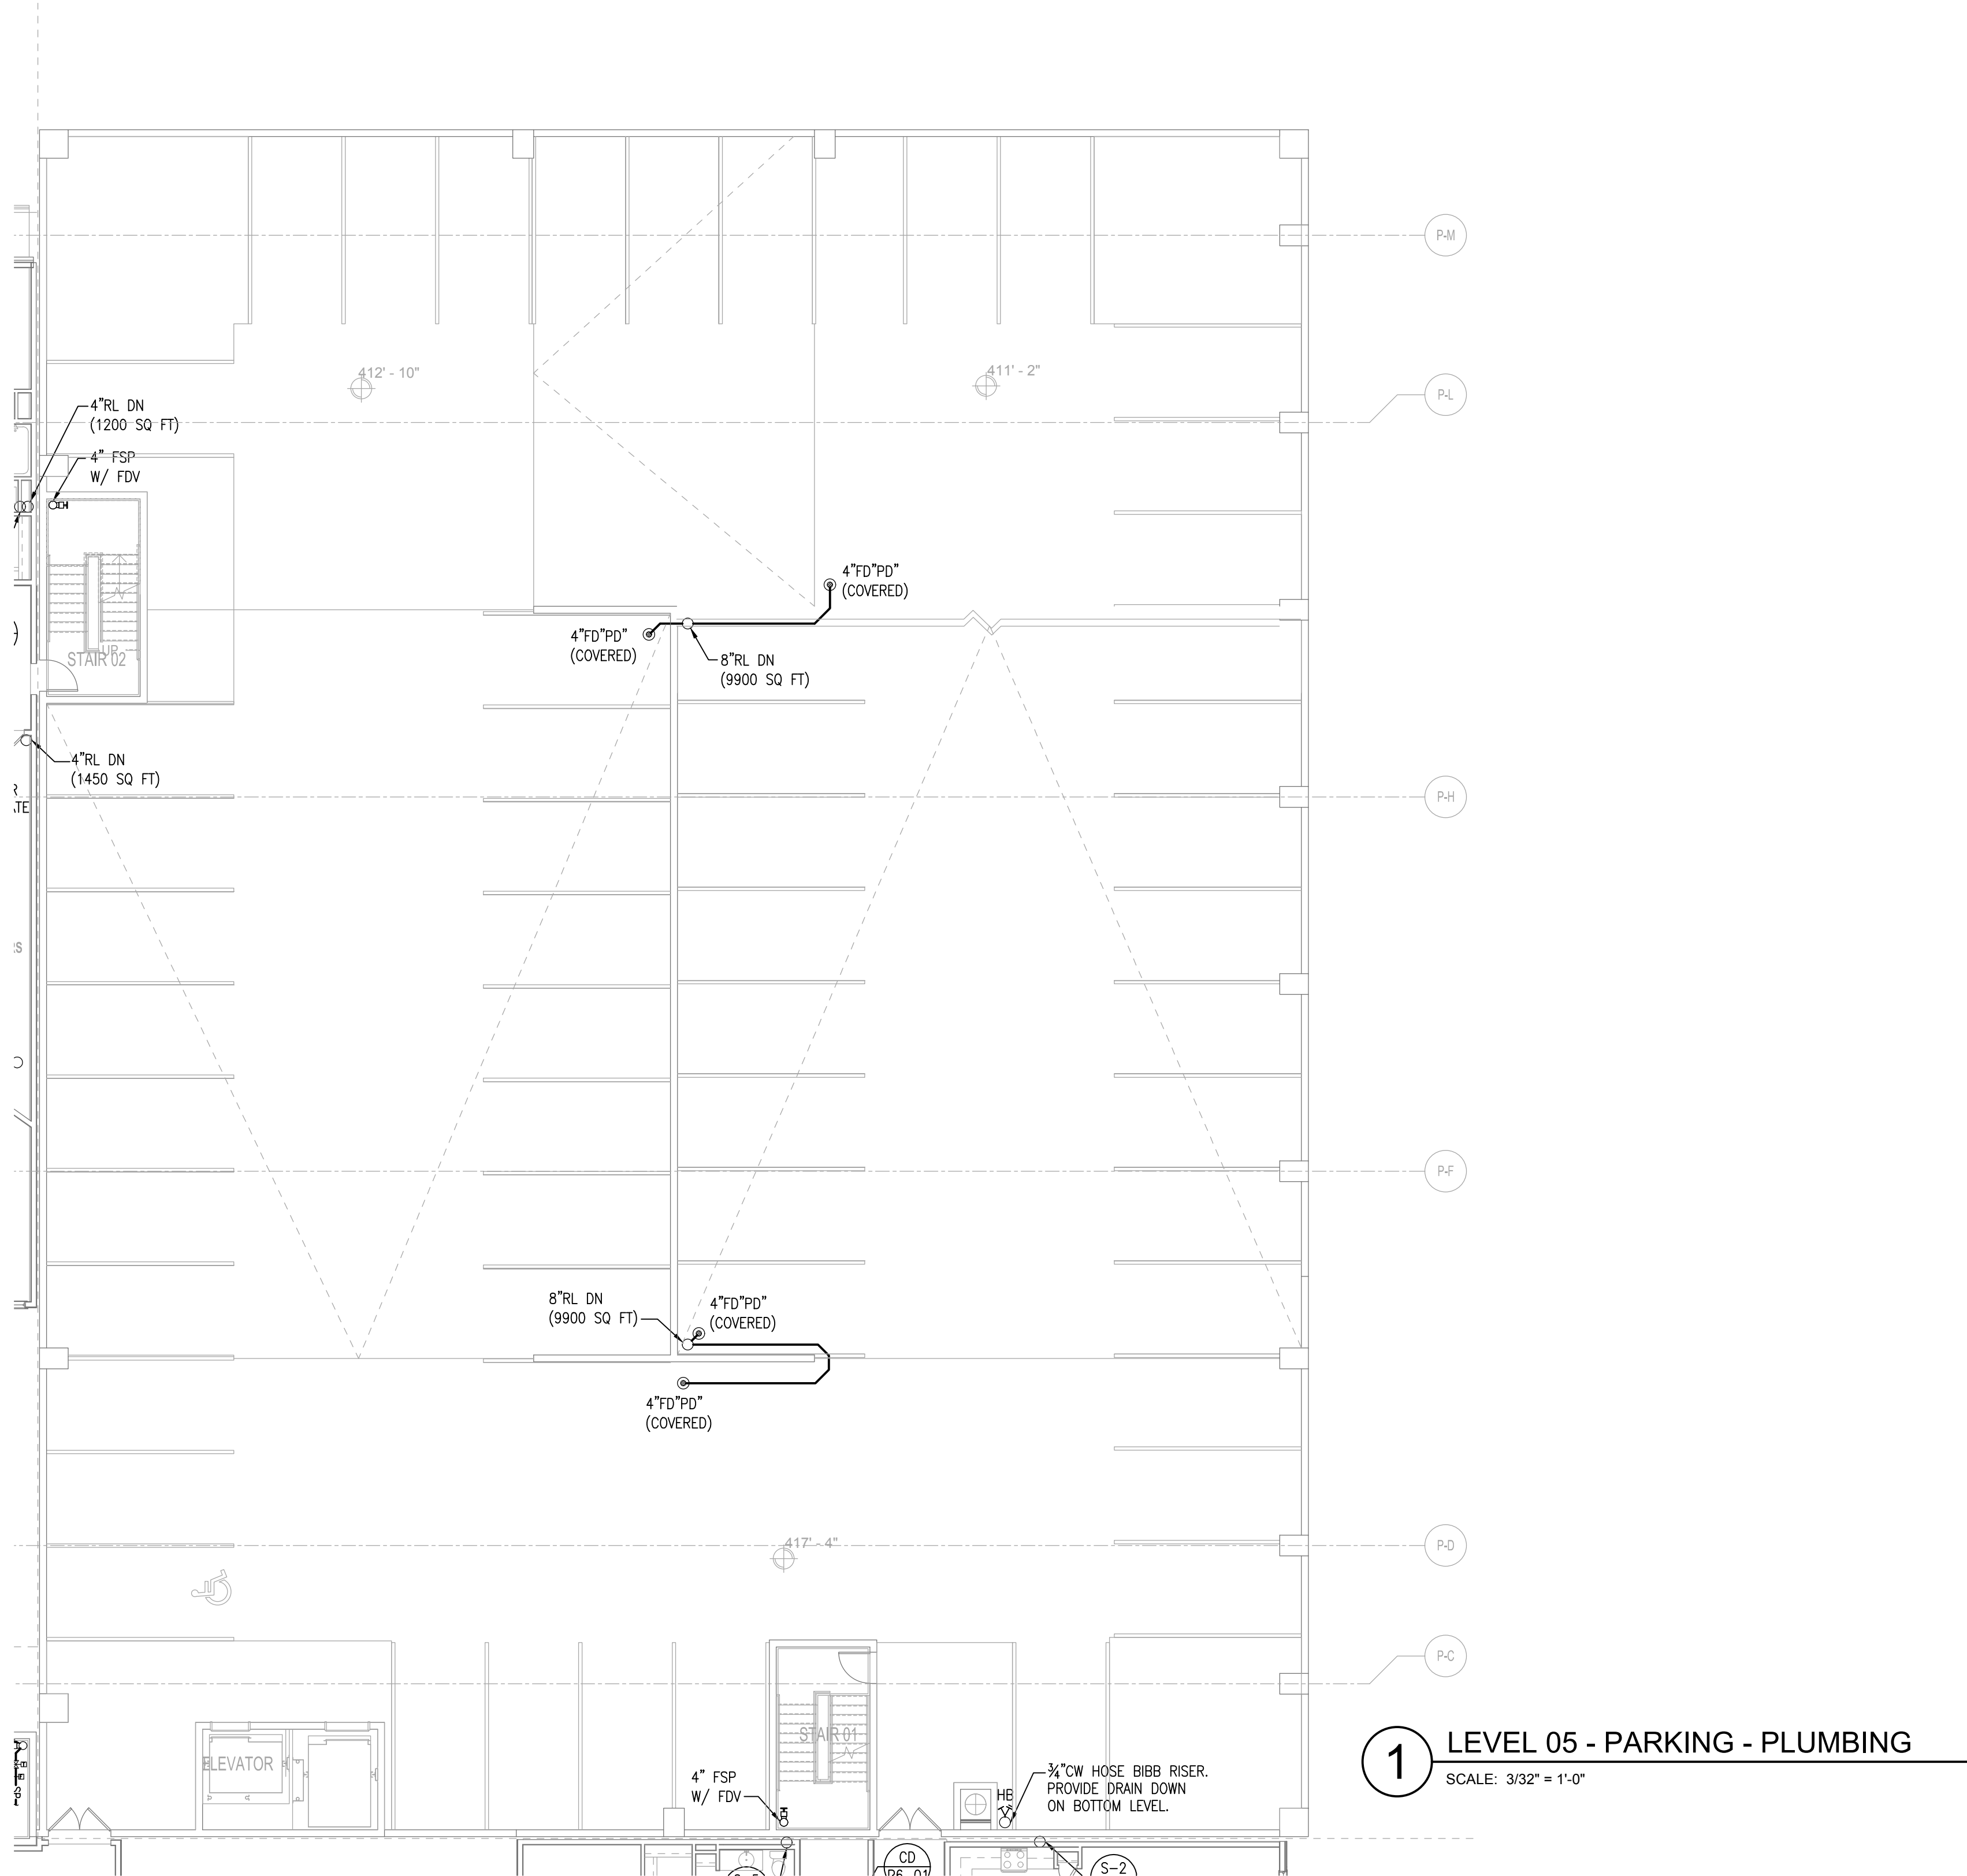 P-M
412' - 10"
411' - 2"
P-L
4"RL DN
(1200 SQ FT)
4" FSP
W/ FDV
4"FD"PD"
(COVERED)
4"FD"PD"
(COVERED)
8"RL DN
(9900 SQ FT)
UP
STAIR 02
4"RL DN
(1450 SQ FT)
P-H
P-F
8"RL DN
(9900 SQ FT)
4"FD"PD"
(COVERED)
4"FD"PD"
(COVERED)
417' - 4"
P-D
P-C
STAIR 01
ELEVATOR
4" FSP
W/ FDV
HB
¾"CW HOSE BIBB RISER.
PROVIDE DRAIN DOWN
ON BOTTOM LEVEL.
1
LEVEL 05 - PARKING - PLUMBING
SCALE: 3/32" = 1'-0"
CD
S-2